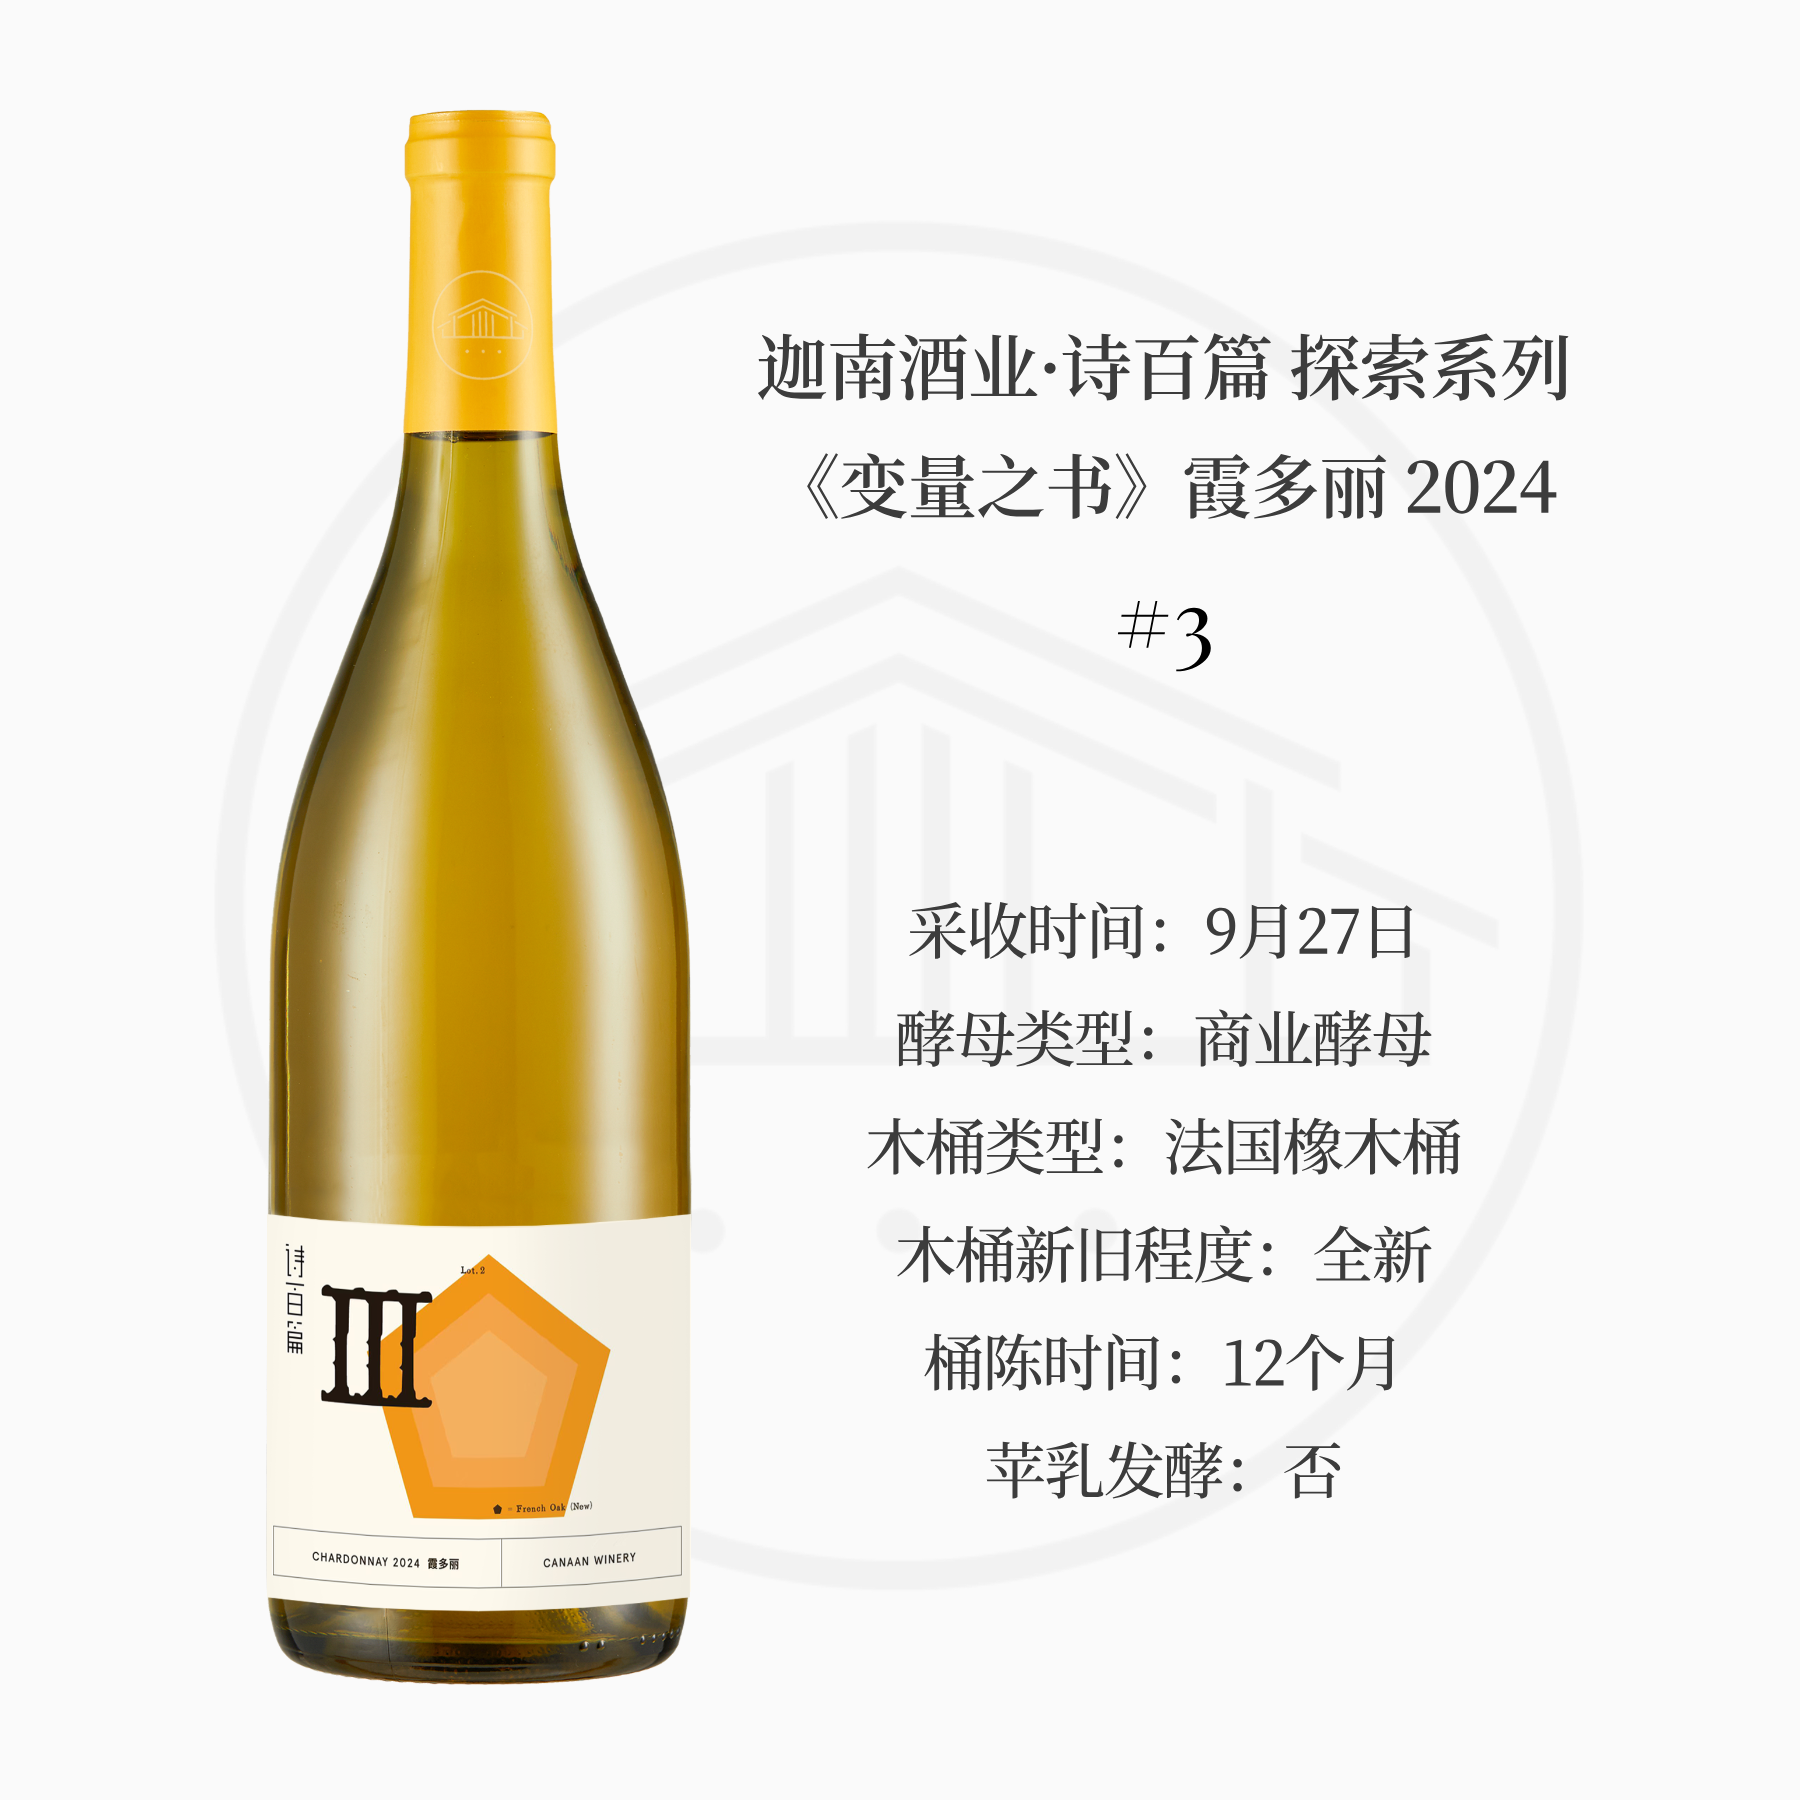 迦南酒业·诗百篇 探索系列
《变量之书》霞多丽 2024
#3
采收时间：9月27日
酵母类型：商业酵母
木桶类型：法国橡木桶
木桶新旧程度：全新
桶陈时间：12个月
苹乳发酵：否
诗百篇
III
Lot.2
= French Oak (New)
CHARDONNAY 2024 霞多丽
CANAAN WINERY